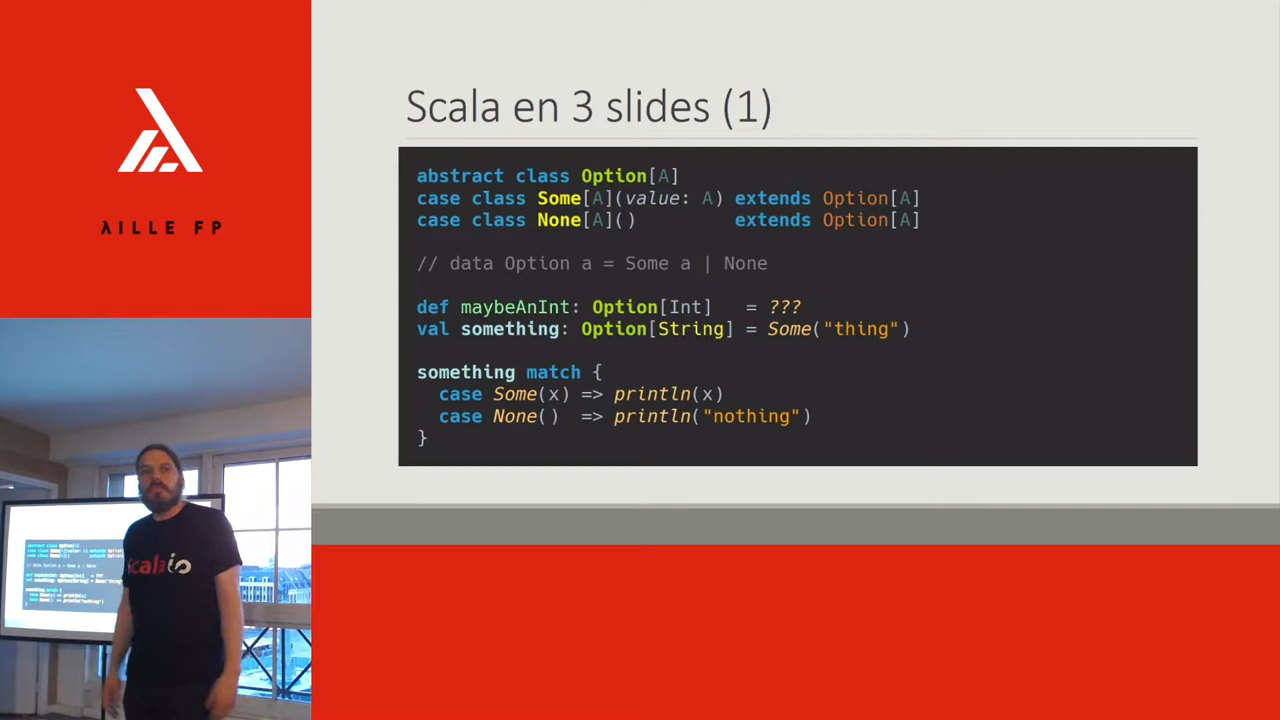 λILLE FP
Scala en 3 slides (1)
abstract class Option[A]
case class Some[A](value: A) extends Option[A]
case class None[A]()         extends Option[A]
// data Option a = Some a | None
def maybeAnInt: Option[Int]   = ???
val something: Option[String] = Some("thing")
something match {
  case Some(x) => println(x)
  case None()  => println("nothing")
}
Scala.io